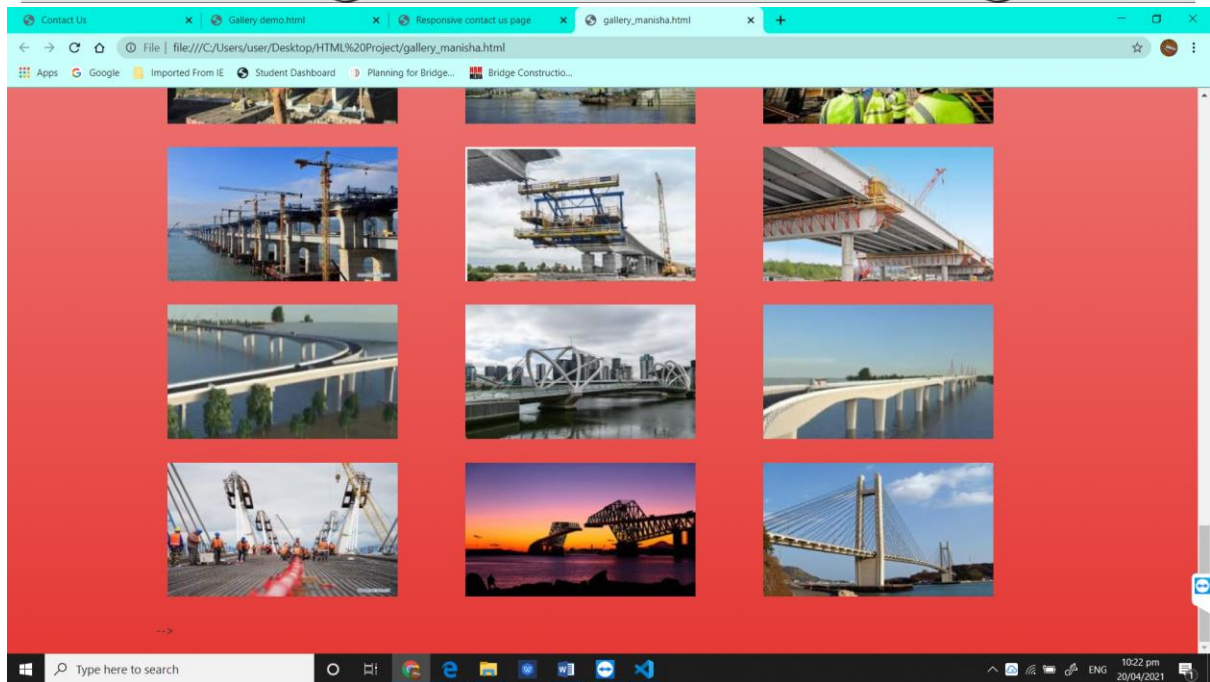 Contact Us × Gallery demo.html × Responsive contact us page × gallery_manisha.html × +
File | file:///C:/Users/user/Desktop/HTML%20Project/gallery_manisha.html
Apps G Google Imported From IE Student Dashboard Planning for Bridge... NBM MEDIA Bridge Constructio...
-->
Type here to search
ENG 10:22 pm
20/04/2021